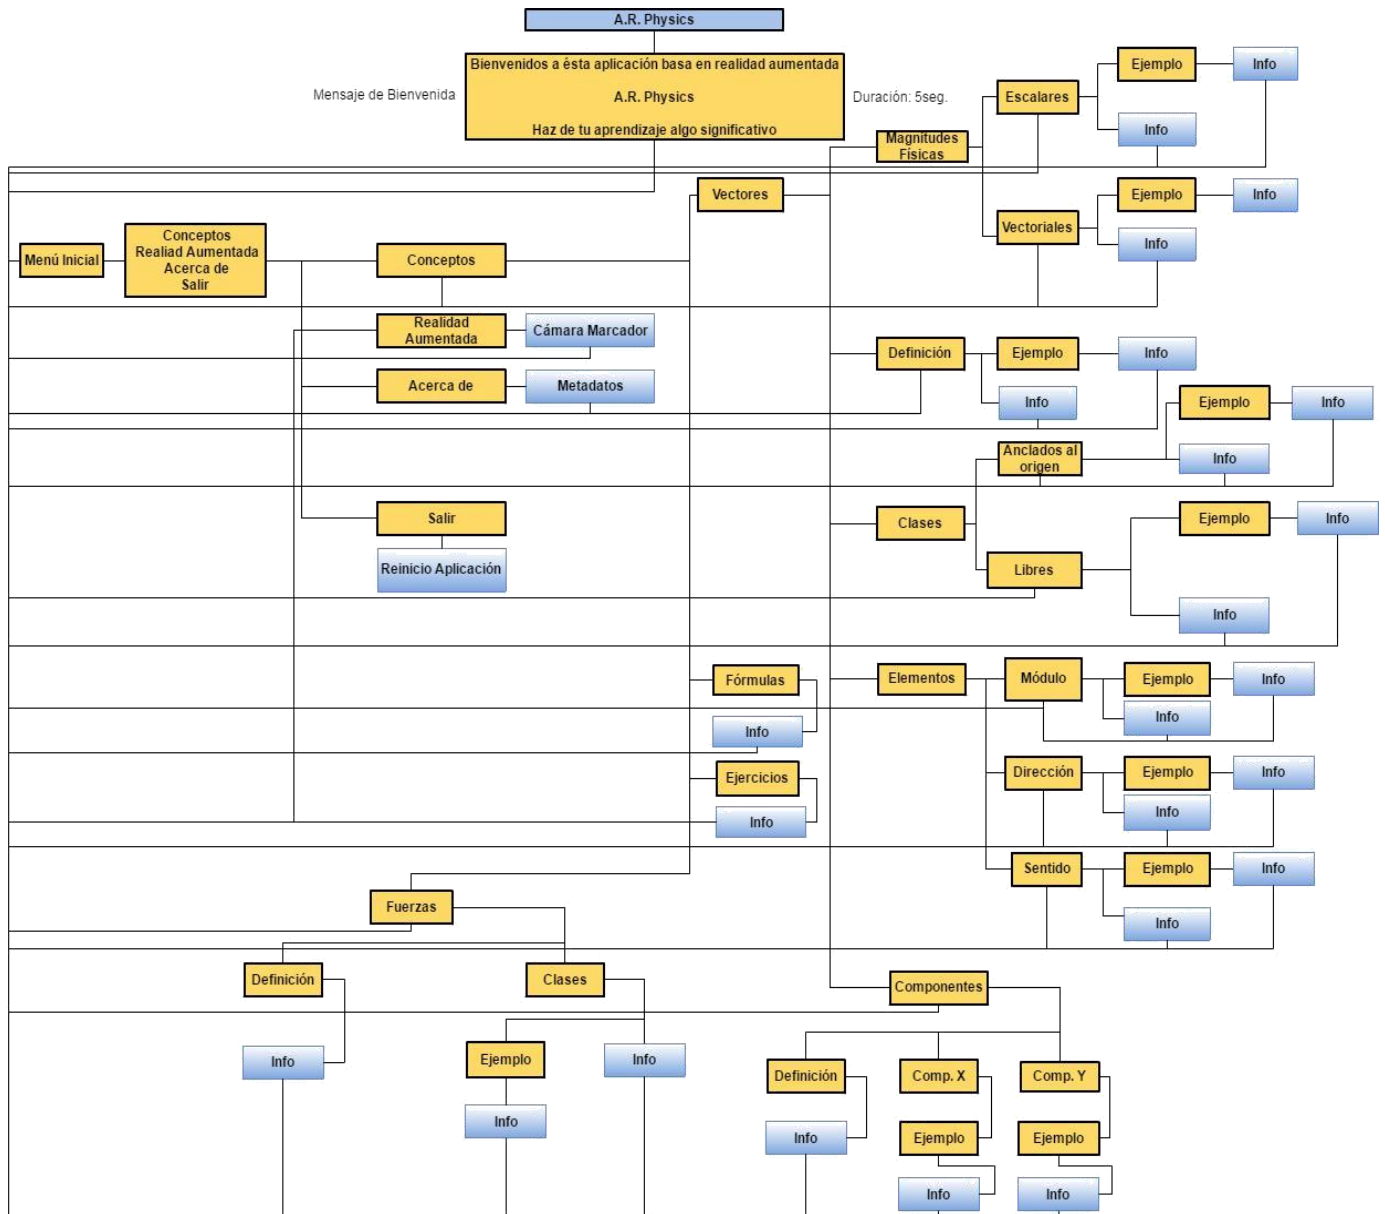 A.R. Physics
Bienvenidos a ésta aplicación basa en realidad aumentada
A.R. Physics
Haz de tu aprendizaje algo significativo
Mensaje de Bienvenida
Duración: 5seg.
Ejemplo
Info
Escalares
Info
Magnitudes
Físicas
Vectores
Ejemplo
Info
Vectoriales
Info
Menú Inicial
Conceptos
Realiad Aumentada
Acerca de
Salir
Conceptos
Realidad
Aumentada
Cámara Marcador
Acerca de
Metadatos
Definición
Ejemplo
Info
Info
Ejemplo
Info
Anclados al
origen
Info
Salir
Reinicio Aplicación
Clases
Ejemplo
Info
Libres
Info
Fórmulas
Info
Ejercicios
Info
Elementos
Módulo
Ejemplo
Info
Info
Dirección
Ejemplo
Info
Info
Sentido
Ejemplo
Info
Info
Fuerzas
Definición
Clases
Info
Ejemplo
Info
Info
Componentes
Definición
Comp. X
Comp. Y
Info
Ejemplo
Ejemplo
Info
Info